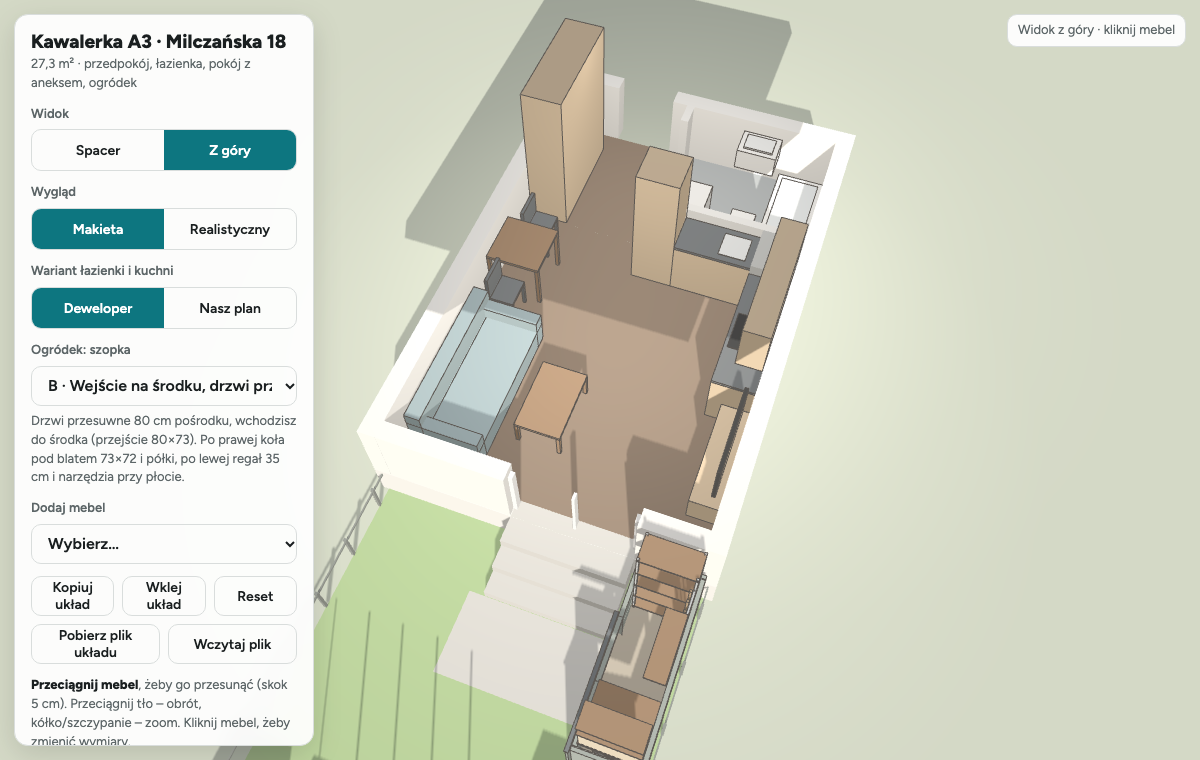 Kawalerka A3 · Milczańska 18
27,3 m² · przedpokój, łazienka, pokój z
aneksem, ogródek
Widok
Spacer
Z góry
Wygląd
Makieta
Realistyczny
Wariant łazienki i kuchni
Deweloper
Nasz plan
Ogródek: szopka
B · Wejście na środku, drzwi prz
Drzwi przesuwne 80 cm pośrodku, wchodzisz
do środka (przejście 80×73). Po prawej koła
pod blatem 73×72 i półki, po lewej regał 35
cm i narzędzia przy płocie.
Dodaj mebel
Wybierz...
Kopiuj
układ
Wklej
układ
Reset
Pobierz plik
układu
Wczytaj plik
Przeciągnij mebel, żeby go przesunąć (skok
5 cm). Przeciągnij tło – obrót,
kółko/szczypanie – zoom. Kliknij mebel, żeby
zmienić wymiary.
Widok z góry · kliknij mebel